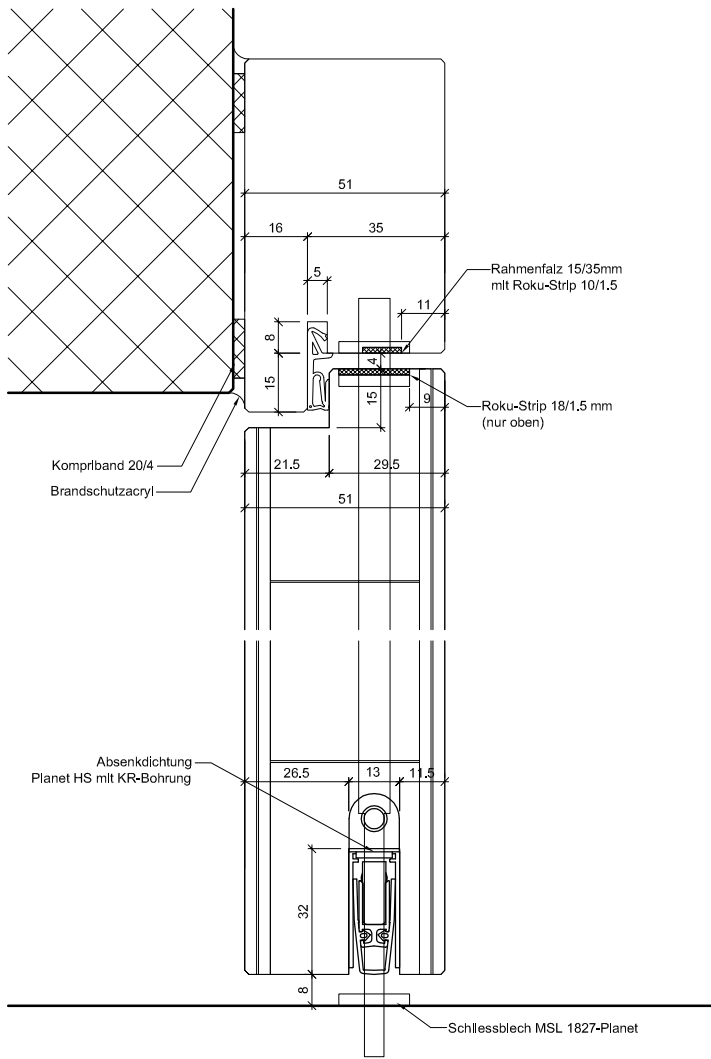 51
16
35
5
11
Rahmenfalz 15/35mm
mit Roku-Strip 10/1.5
8
15
4
15
9
Roku-Strip 18/1.5 mm
(nur oben)
Kompriband 20/4
Brandschutzacryl
21.5
29.5
51
Absenkdichtung
Planet HS mit KR-Bohrung
26.5
13
11.5
32
8
Schliessblech MSL 1827-Planet